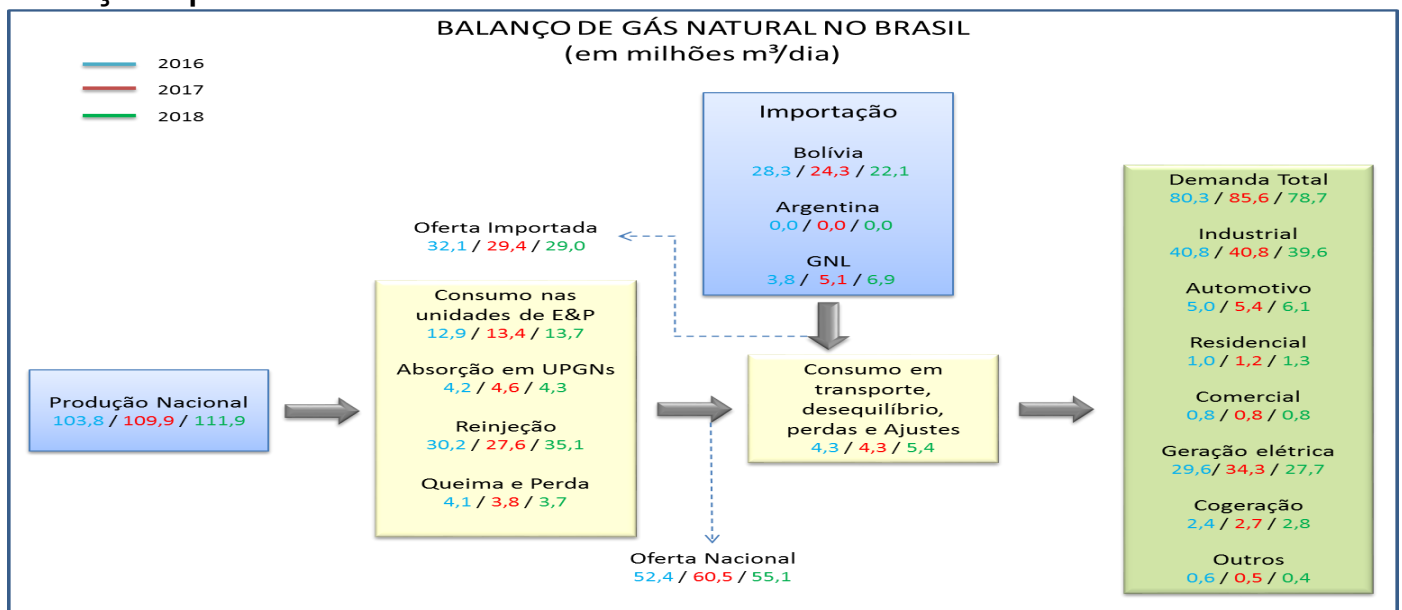 BALANÇO DE GÁS NATURAL NO BRASIL
(em milhões m³/dia)
2016
2017
2018
Importação
Bolívia
28,3 / 24,3 / 22,1
Argentina
0,0 / 0,0 / 0,0
GNL
3,8 / 5,1 / 6,9
Oferta Importada
32,1 / 29,4 / 29,0
Produção Nacional
103,8 / 109,9 / 111,9
Consumo nas
unidades de E&P
12,9 / 13,4 / 13,7
Absorção em UPGNs
4,2 / 4,6 / 4,3
Reinjeção
30,2 / 27,6 / 35,1
Queima e Perda
4,1 / 3,8 / 3,7
Oferta Nacional
52,4 / 60,5 / 55,1
Consumo em
transporte,
desequilíbrio,
perdas e Ajustes
4,3 / 4,3 / 5,4
Demanda Total
80,3 / 85,6 / 78,7
Industrial
40,8 / 40,8 / 39,6
Automotivo
5,0 / 5,4 / 6,1
Residencial
1,0 / 1,2 / 1,3
Comercial
0,8 / 0,8 / 0,8
Geração elétrica
29,6/ 34,3 / 27,7
Cogeração
2,4 / 2,7 / 2,8
Outros
0,6 / 0,5 / 0,4